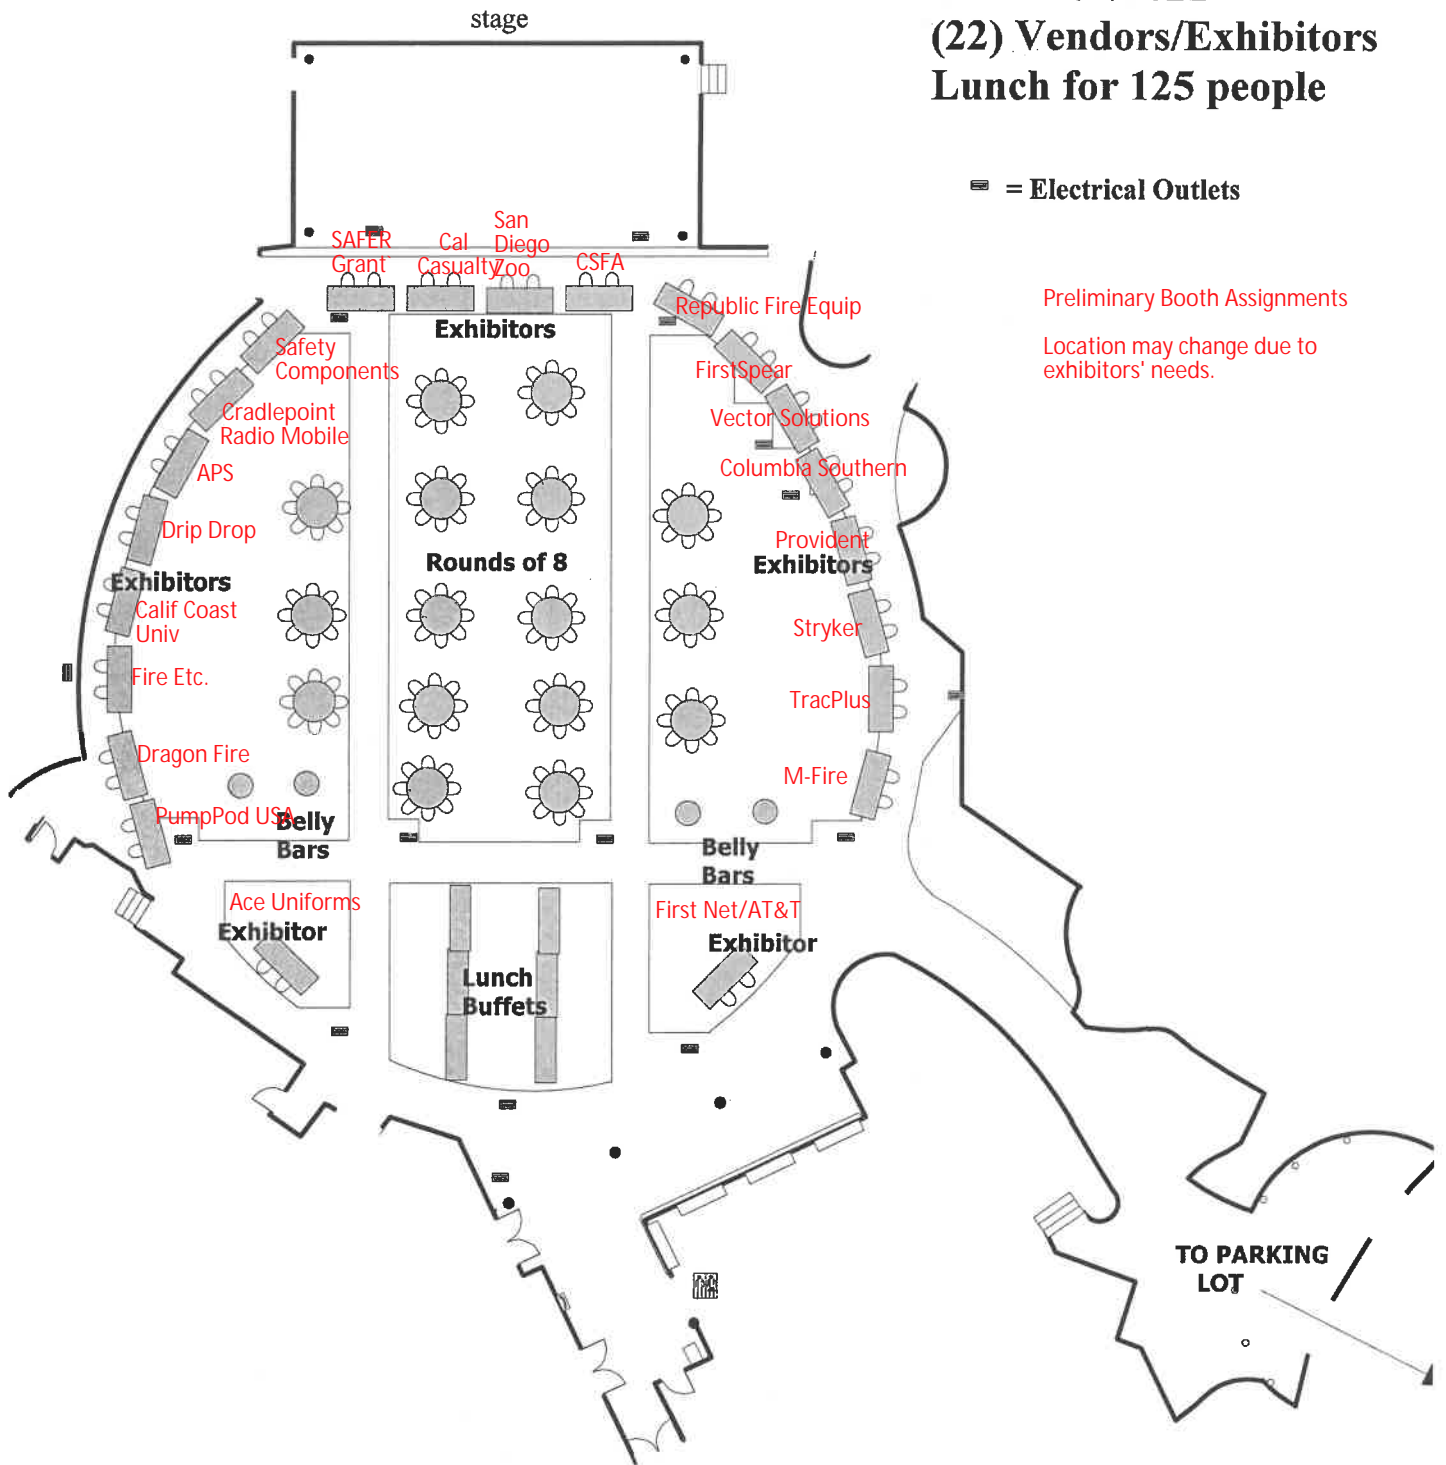 stage
(22) Vendors/Exhibitors
Lunch for 125 people
= Electrical Outlets
SAFER
Grant
Cal
Casualty
San
Diego
Zoo
CSFA
Republic Fire Equip
Preliminary Booth Assignments
Location may change due to
exhibitors' needs.
Exhibitors
Safety
Components
FirstSpear
Cradlepoint
Radio Mobile
Vector Solutions
APS
Columbia Southern
Drip Drop
Provident
Rounds of 8
Exhibitors
Exhibitors
Calif Coast
Univ
Stryker
Fire Etc.
TracPlus
Dragon Fire
M-Fire
PumpPod USA
Belly
Bars
Belly
Bars
Ace Uniforms
Exhibitor
First Net/AT&T
Exhibitor
Lunch
Buffets
TO PARKING
LOT